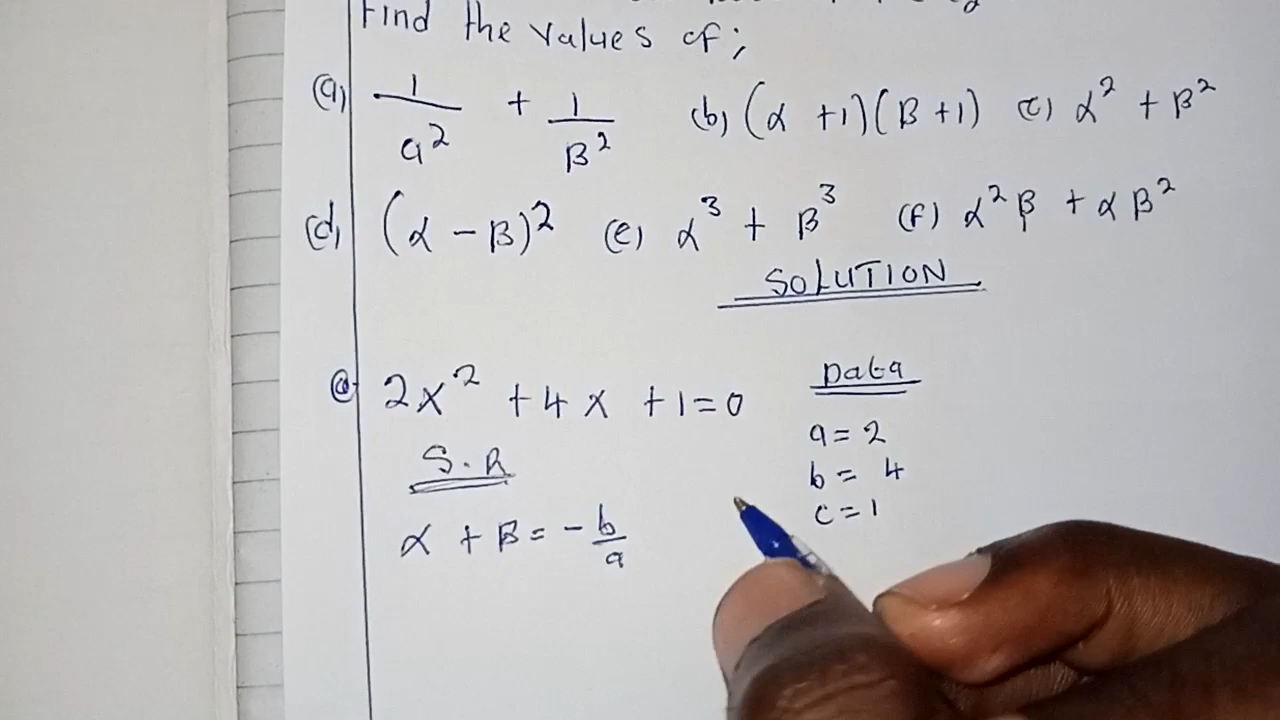 Find the values of;
(a) 1/a² + 1/β² (b) (α + 1)(β + 1) (c) α² + β²
(d) (α - β)² (e) α³ + β³ (f) α²β + αβ²
SOLUTION
(a) 2x² + 4x + 1 = 0
S.R
α + β = -b/a
Data
a = 2
b = 4
c = 1